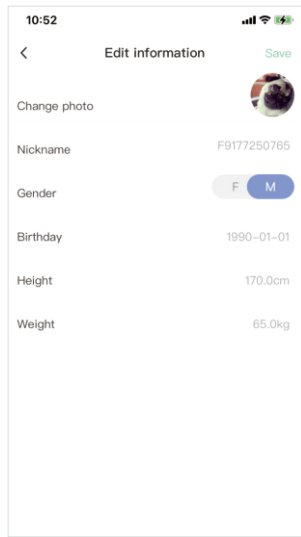 10:52
Edit information
Save
Change photo
Nickname
F9177250765
Gender
F M
Birthday
1990-01-01
Height
170.0cm
Weight
65.0kg